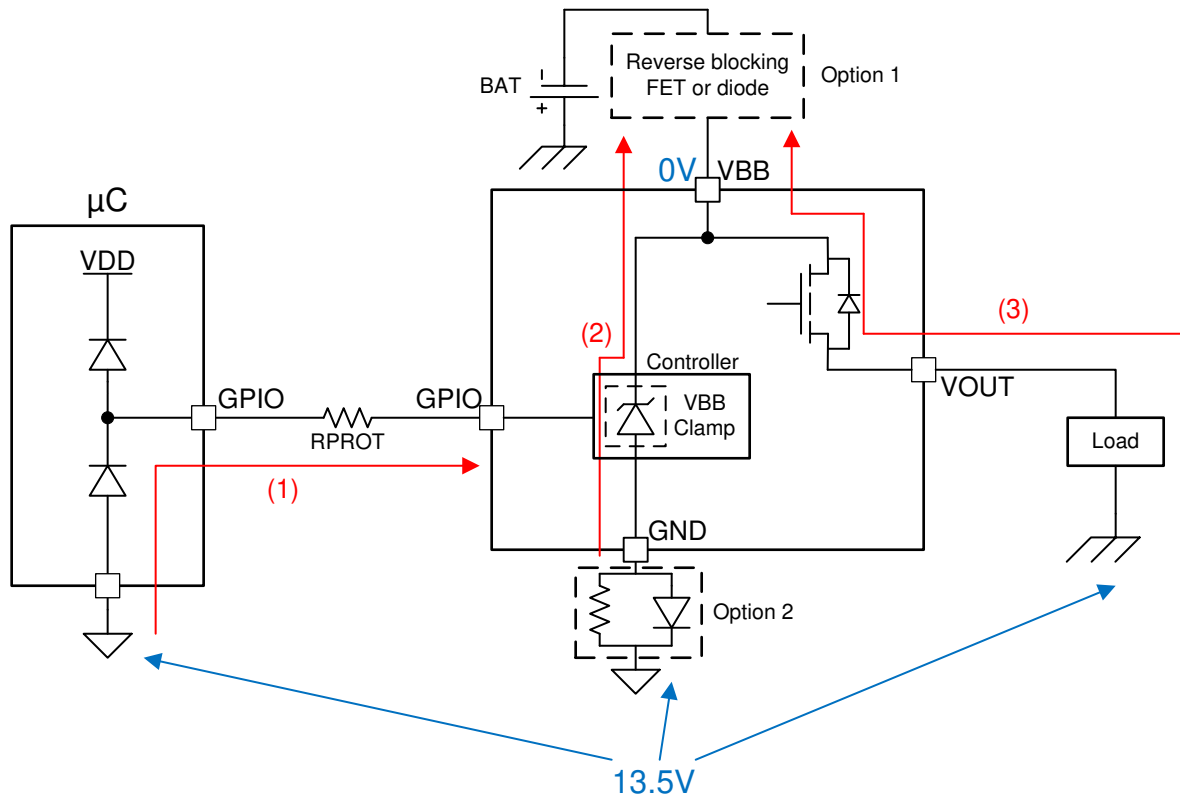 Reverse blocking
FET or diode
Option 1
BAT
-
+
0V
VBB
µC
VDD
(2)
(3)
Controller
VOUT
GPIO
GPIO
VBB
Clamp
RPROT
Load
(1)
GND
Option 2
13.5V